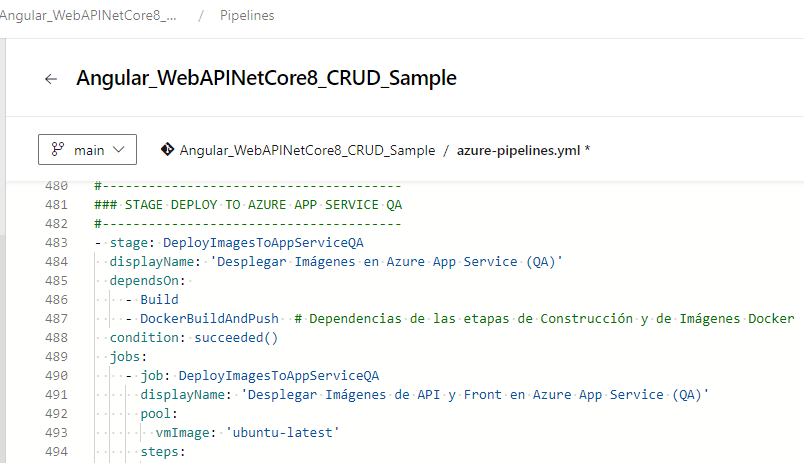 Angular_WebAPINetCore8_... / Pipelines
← Angular_WebAPINetCore8_CRUD_Sample
main Angular_WebAPINetCore8_CRUD_Sample / azure-pipelines.yml *
480 #---------------------------------------
481 ### STAGE DEPLOY TO AZURE APP SERVICE QA
482 #---------------------------------------
483 - stage: DeployImagesToAppServiceQA
484   displayName: 'Desplegar Imágenes en Azure App Service (QA)'
485   dependsOn:
486     - Build
487     - DockerBuildAndPush  # Dependencias de las etapas de Construcción y de Imágenes Docker
488   condition: succeeded()
489   jobs:
490     - job: DeployImagesToAppServiceQA
491       displayName: 'Desplegar Imágenes de API y Front en Azure App Service (QA)'
492       pool:
493         vmImage: 'ubuntu-latest'
494       steps: